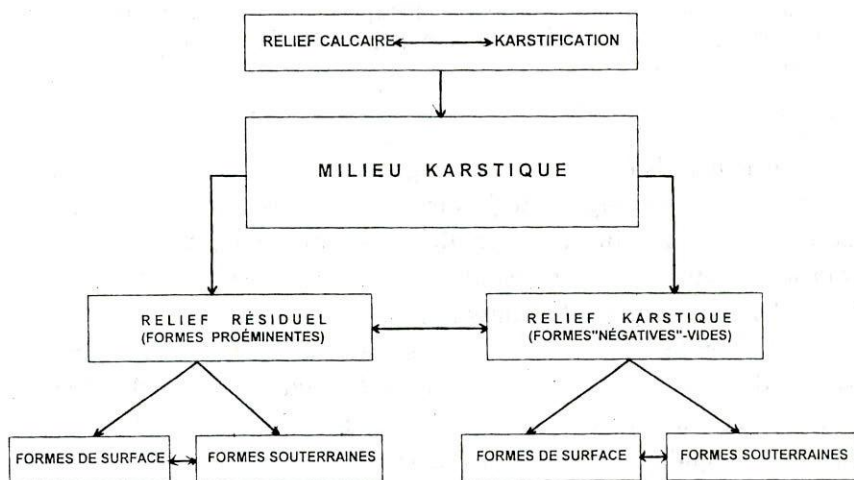 RELIEF CALCAIRE KARSTIFICATION
MILIEU KARSTIQUE
RELIEF RÉSIDUEL
(FORMES PROÉMINENTES)
RELIEF KARSTIQUE
(FORMES"NÉGATIVES"-VIDES)
FORMES DE SURFACE
FORMES SOUTERRAINES
FORMES DE SURFACE
FORMES SOUTERRAINES